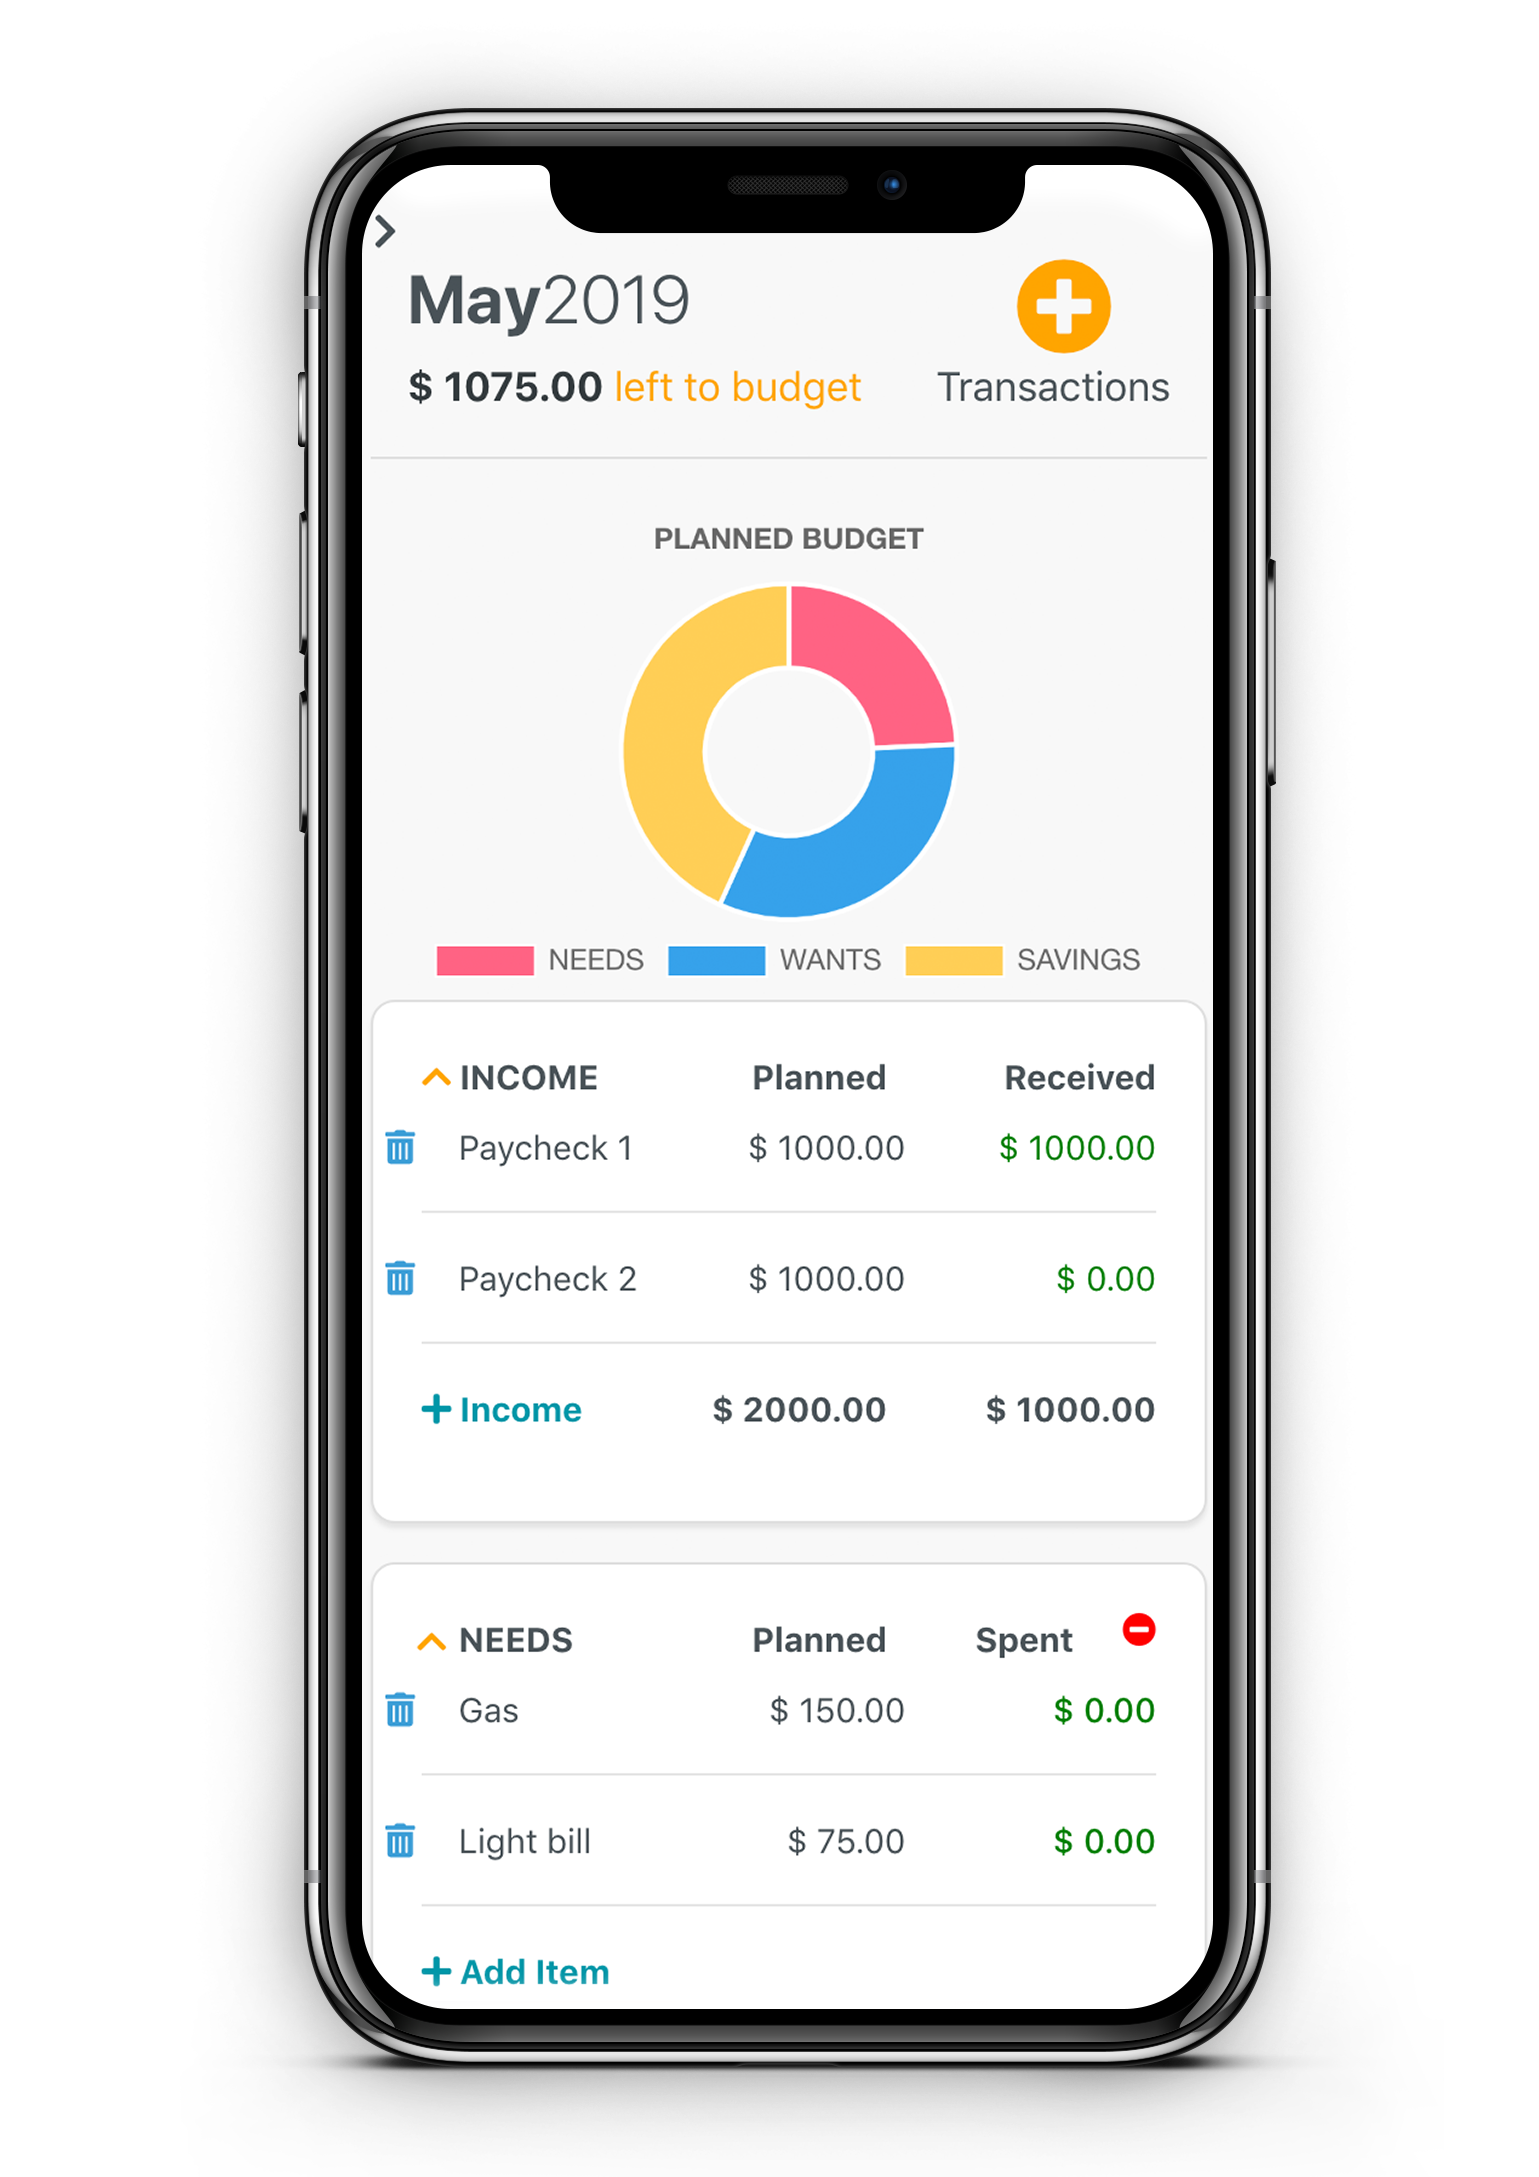 May2019
$ 1075.00 left to budget
Transactions
PLANNED BUDGET
NEEDS WANTS SAVINGS
INCOME Planned Received
Paycheck 1 $ 1000.00 $ 1000.00
Paycheck 2 $ 1000.00 $ 0.00
+ Income $ 2000.00 $ 1000.00
NEEDS Planned Spent
Gas $ 150.00 $ 0.00
Light bill $ 75.00 $ 0.00
+ Add Item